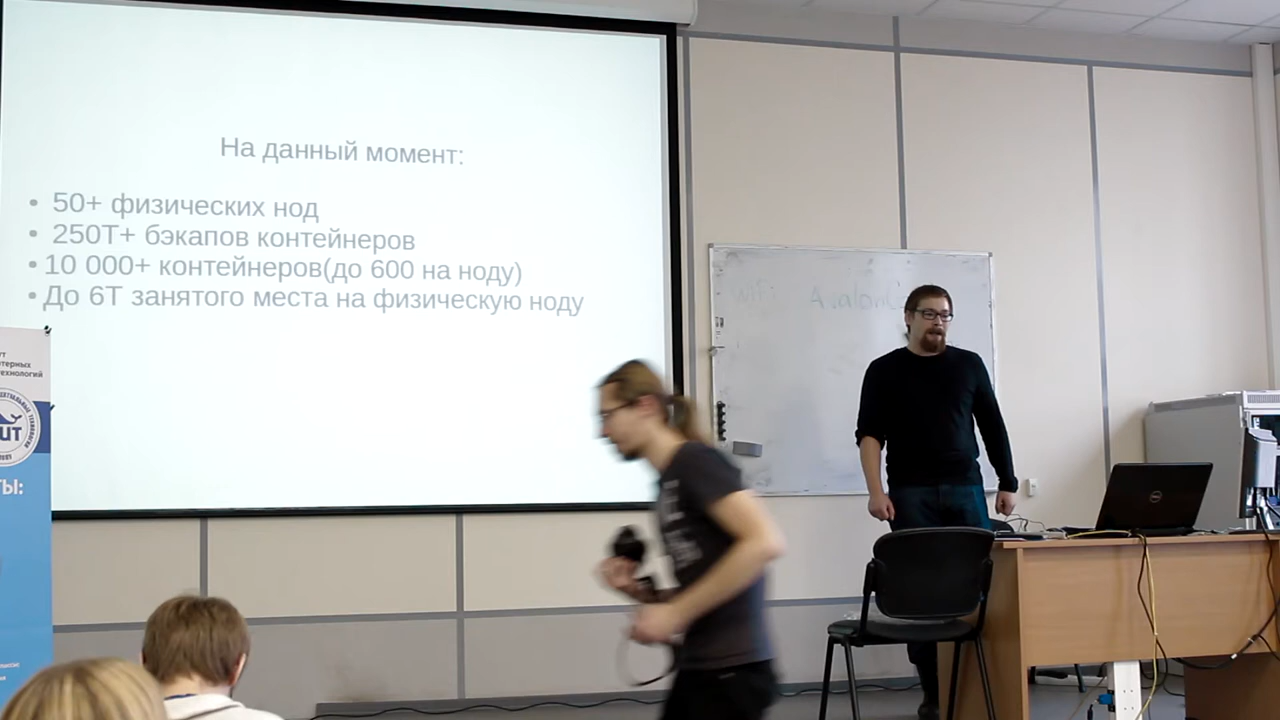 На данный момент:
• 50+ физических нод
• 250Т+ бэкапов контейнеров
• 10 000+ контейнеров(до 600 на ноду)
• До 6Т занятого места на физическую ноду
WiFi